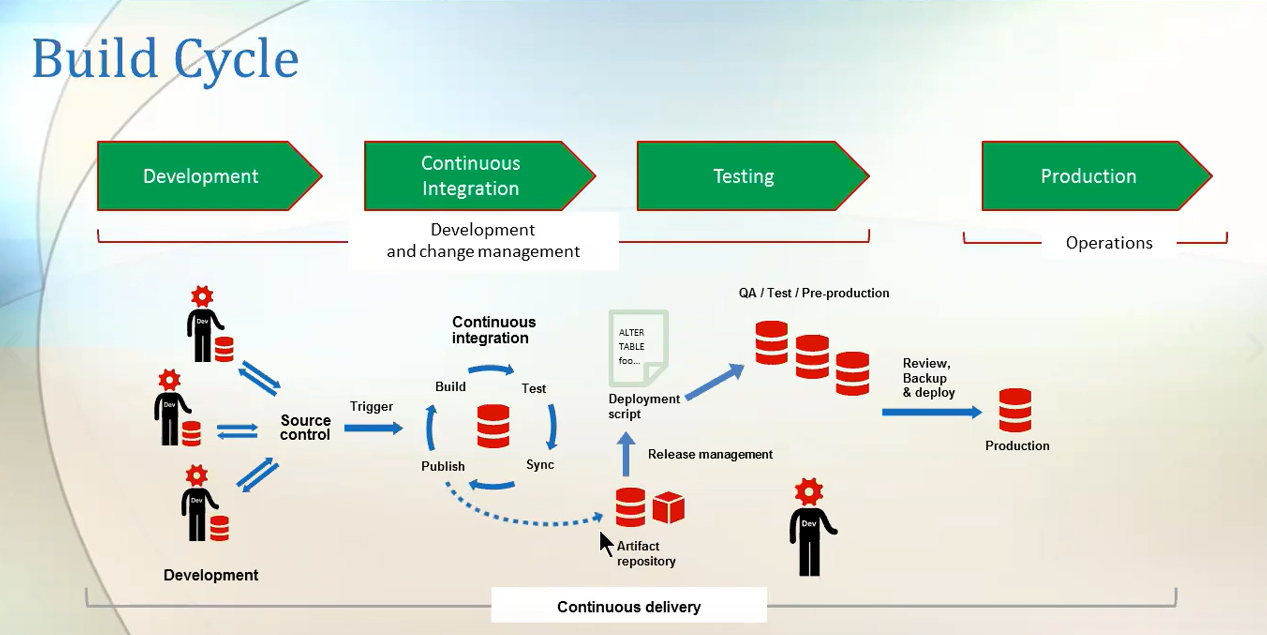 Build Cycle
Development
Continuous
Integration
Testing
Production
Development
and change management
Operations
Dev
Dev
Dev
Development
Source
control
Trigger
Continuous
integration
Build
Test
Sync
Publish
ALTER
TABLE
foo...
Deployment
script
Release management
Artifact
repository
QA / Test / Pre-production
Review,
Backup
& deploy
Production
Dev
Continuous delivery